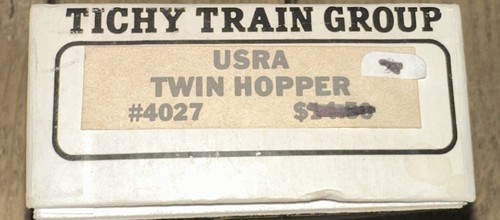 TICHY TRAIN GROUP
USRA
TWIN HOPPER
#4027